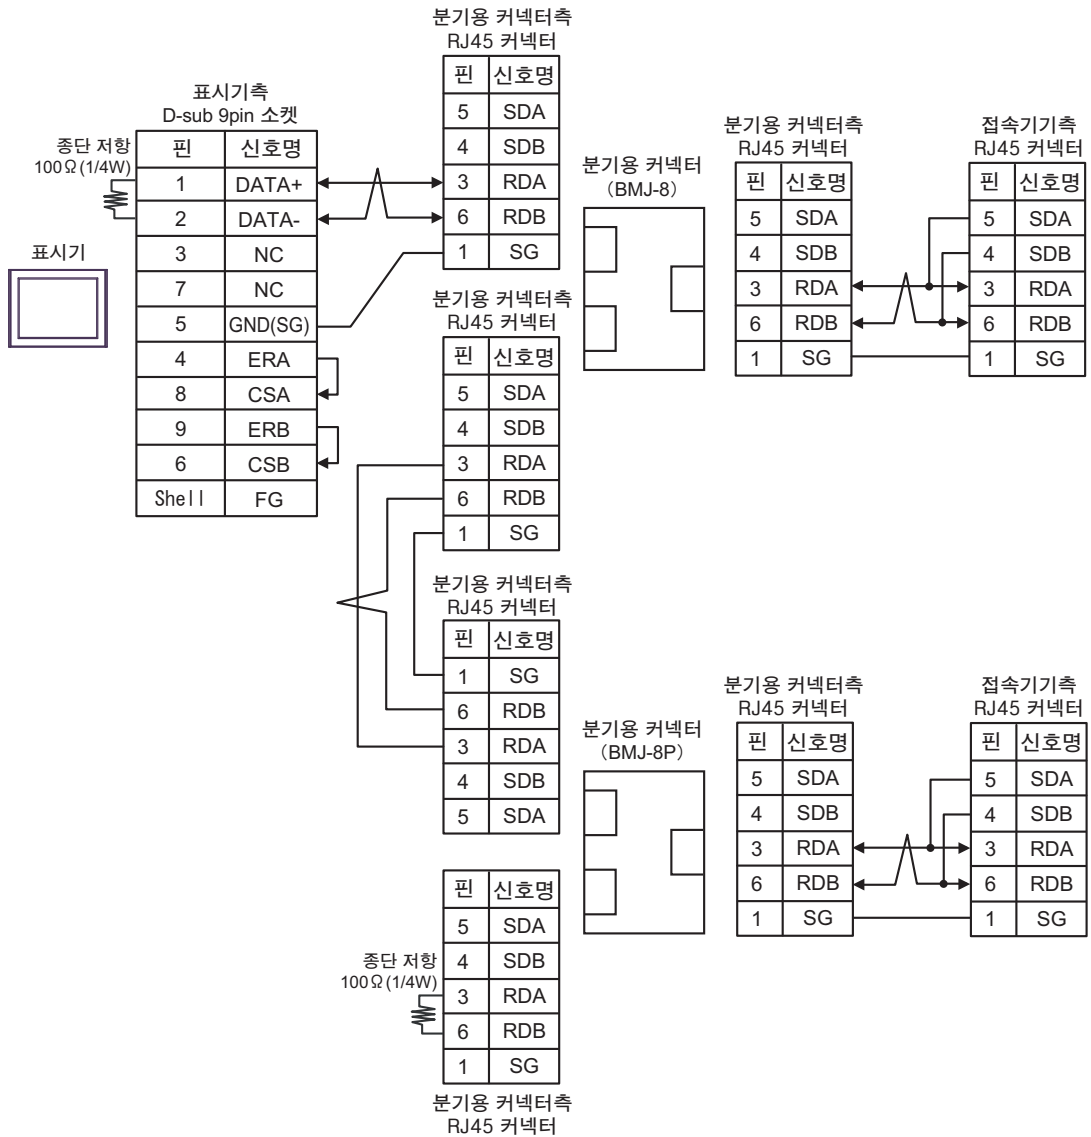 분기용 커넥터측
RJ45 커넥터
핀 신호명
5 SDA
4 SDB
3 RDA
6 RDB
1 SG
표시기측
D-sub 9pin 소켓
핀 신호명
1 DATA+
2 DATA-
3 NC
7 NC
5 GND(SG)
4 ERA
8 CSA
9 ERB
6 CSB
Shell FG
종단 저항
100Ω(1/4W)
표시기
분기용 커넥터
(BMJ-8)
분기용 커넥터측
RJ45 커넥터
핀 신호명
5 SDA
4 SDB
3 RDA
6 RDB
1 SG
접속기기측
RJ45 커넥터
핀 신호명
5 SDA
4 SDB
3 RDA
6 RDB
1 SG
분기용 커넥터측
RJ45 커넥터
핀 신호명
5 SDA
4 SDB
3 RDA
6 RDB
1 SG
분기용 커넥터측
RJ45 커넥터
핀 신호명
1 SG
6 RDB
3 RDA
4 SDB
5 SDA
분기용 커넥터
(BMJ-8P)
분기용 커넥터측
RJ45 커넥터
핀 신호명
5 SDA
4 SDB
3 RDA
6 RDB
1 SG
접속기기측
RJ45 커넥터
핀 신호명
5 SDA
4 SDB
3 RDA
6 RDB
1 SG
핀 신호명
5 SDA
4 SDB
3 RDA
6 RDB
1 SG
종단 저항
100Ω(1/4W)
분기용 커넥터측
RJ45 커넥터